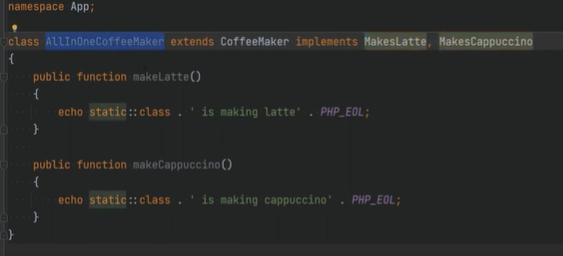 namespace App;
class AllInOneCoffeeMaker extends CoffeeMaker implements MakesLatte, MakesCappuccino
{
public function makeLatte()
{
echo static::class . ' is making latte' . PHP_EOL;
}
public function makeCappuccino()
{
echo static::class . ' is making cappuccino' . PHP_EOL;
}
}